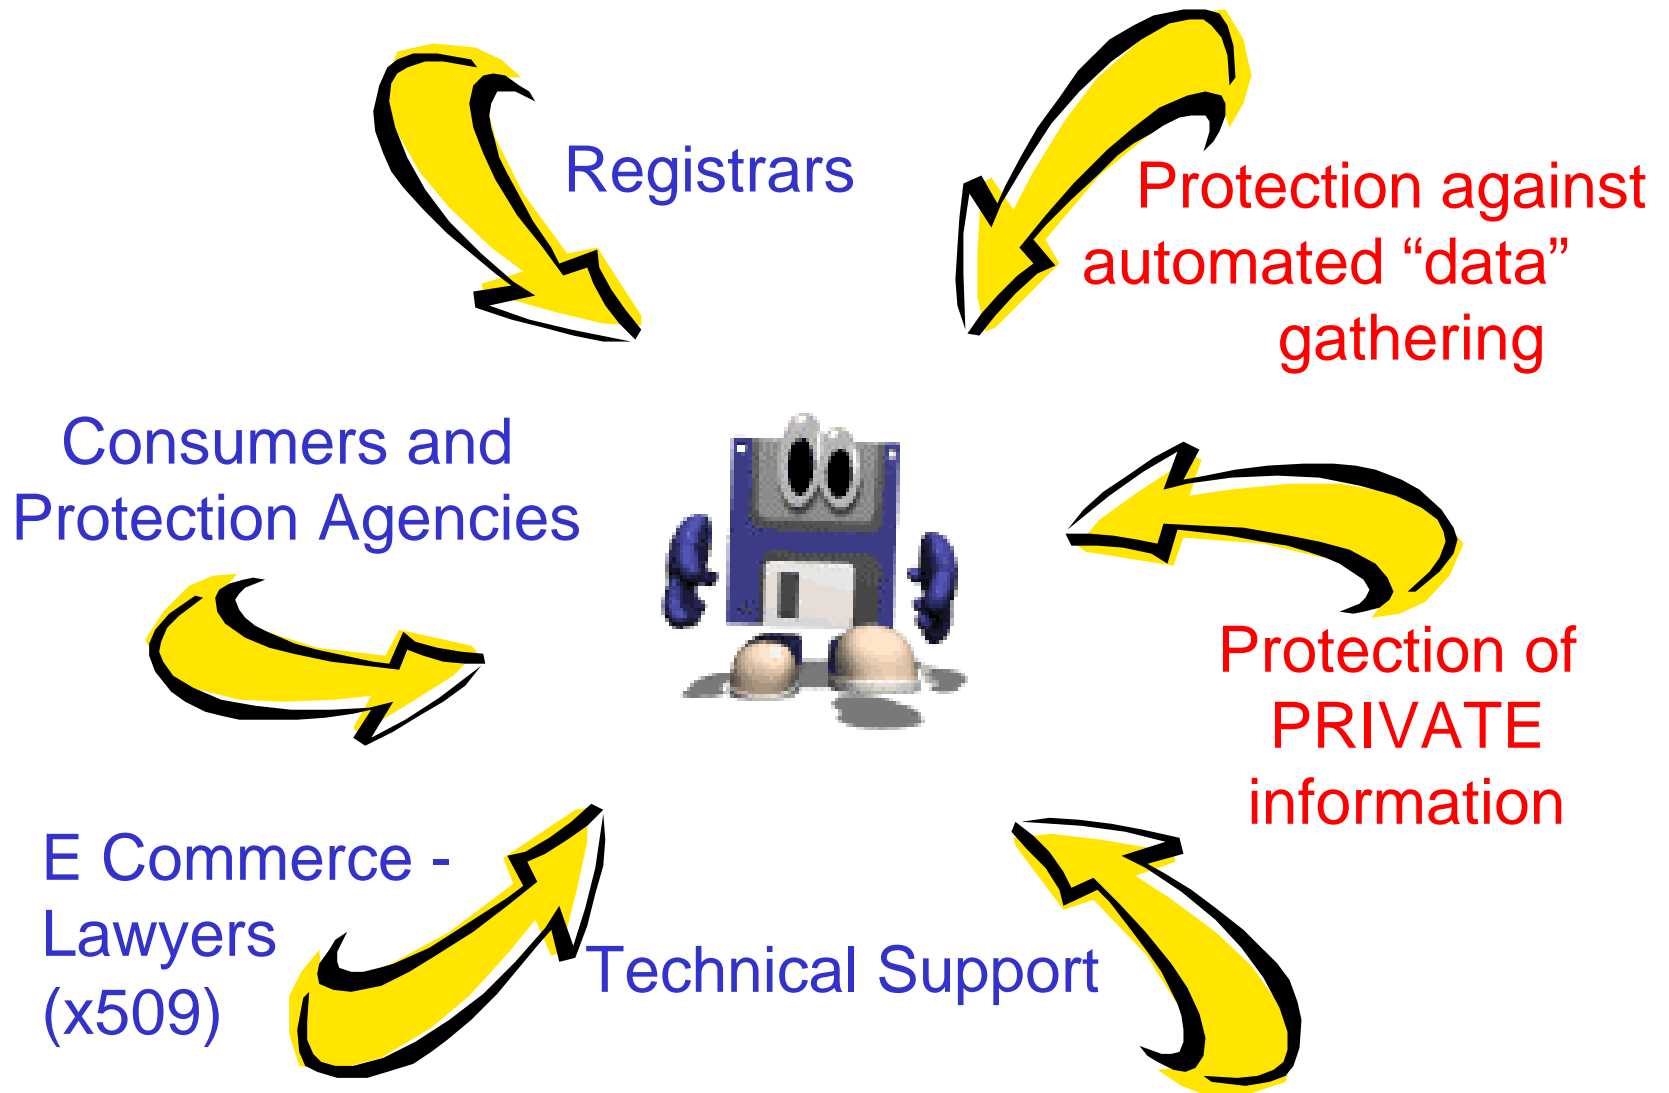 Registrars
Protection against
automated “data”
gathering
Consumers and
Protection Agencies
Protection of
PRIVATE
information
E Commerce -
Lawyers
(x509)
Technical Support